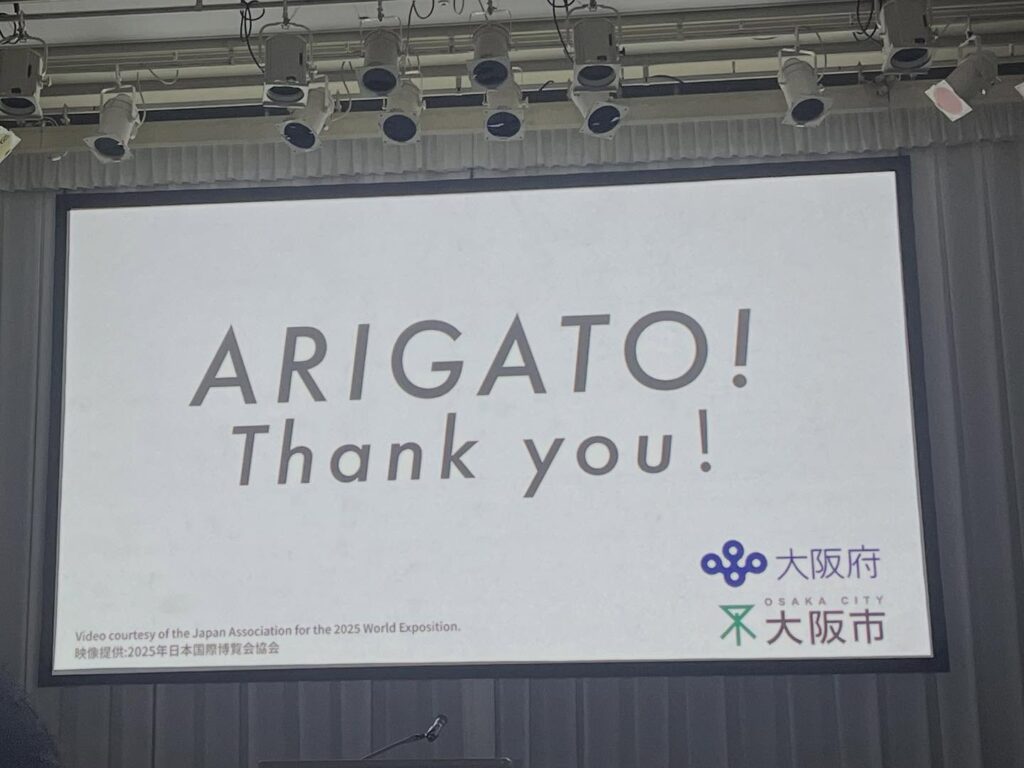 ARIGATO!
Thank you!
大阪府
OSAKA CITY
大阪市
Video courtesy of the Japan Association for the 2025 World Exposition.
映像提供:2025年日本国際博覧会協会